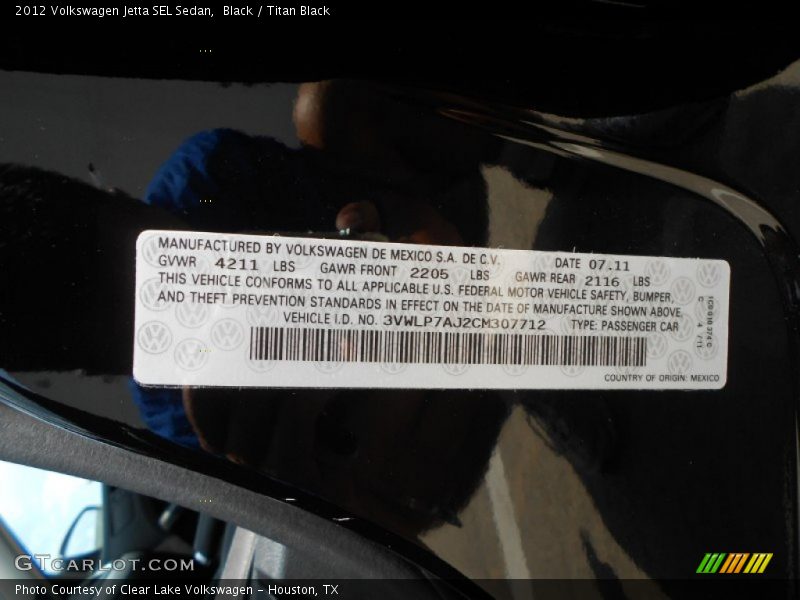 2012 Volkswagen Jetta SEL Sedan,  Black / Titan Black
MANUFACTURED BY VOLKSWAGEN DE MEXICO S.A. DE C.V. DATE 07.11
GVWR 4211 LBS GAWR FRONT 2205 LBS GAWR REAR 2116 LBS
THIS VEHICLE CONFORMS TO ALL APPLICABLE U.S. FEDERAL MOTOR VEHICLE SAFETY, BUMPER,
AND THEFT PREVENTION STANDARDS IN EFFECT ON THE DATE OF MANUFACTURE SHOWN ABOVE.
VEHICLE I.D. NO. 3VWLP7AJ2CM307712 TYPE: PASSENGER CAR
COUNTRY OF ORIGIN: MEXICO
GTCARLOT.COM
Photo Courtesy of Clear Lake Volkswagen - Houston, TX